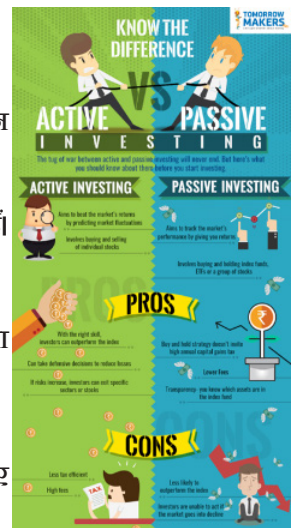 TOMORROW
MAKERS
KNOW THE
DIFFERENCE
VS
ACTIVE
PASSIVE
INVESTING
The tug of war between active and passive investing will never end. But here's what
you should know about them before you start investing.
ACTIVE INVESTING
PASSIVE INVESTING
Aims to beat the market's returns
by predicting market fluctuations
Involves buying and selling
of individual stocks
Aims to track the market's
performance by giving you returns
Involves buying and holding index funds,
ETFs or a group of stocks
PROS
With the right skill,
investors can outperform the index
Can take defensive decisions to reduce losses
If risks increase, investors can exit specific
sectors or stocks
Buy and hold strategy doesn't make
high annual capital gains tax
Lower Fees
Transparency- you know which assets are in
the index fund
CONS
Less tax efficient
High fees
TAX
Less likely to
outperform the index
Investors are unable to act if
the market goes into decline